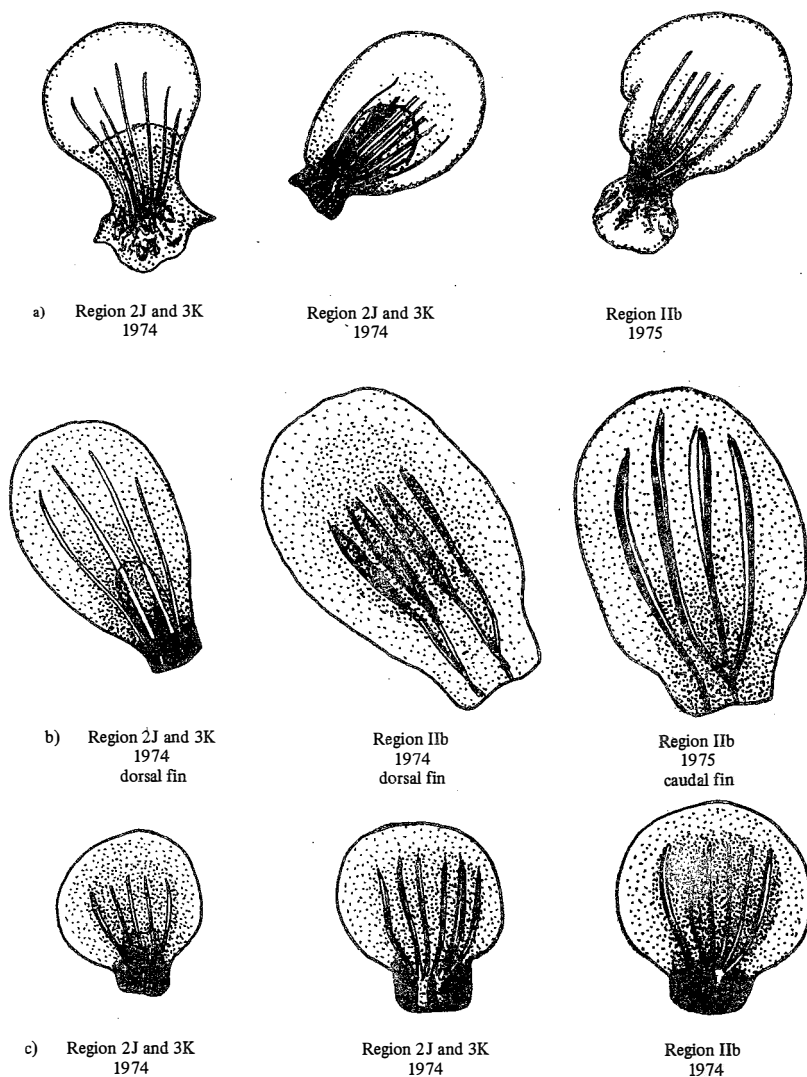 a) Region 2J and 3K
1974
Region 2J and 3K
1974
Region IIb
1975
b) Region 2J and 3K
1974
dorsal fin
Region IIb
1974
dorsal fin
Region IIb
1975
caudal fin
c) Region 2J and 3K
1974
Region 2J and 3K
1974
Region IIb
1974